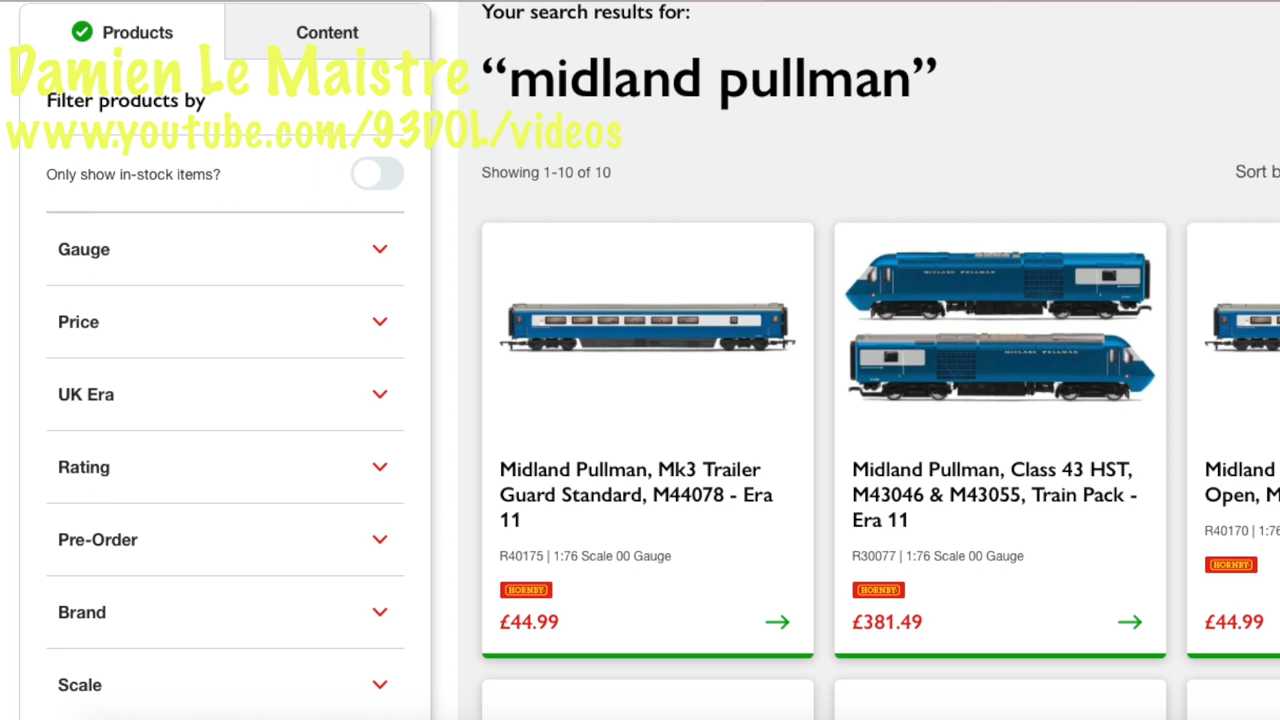 Products
Content
Damien Le Maistre
Filter products by
www.youtube.com/93DOL/videos
Only show in-stock items?
Gauge
Price
UK Era
Rating
Pre-Order
Brand
Scale
Your search results for:
“midland pullman”
Showing 1-10 of 10
Sort b
Midland Pullman, Mk3 Trailer
Guard Standard, M44078 - Era
11
R40175 | 1:76 Scale 00 Gauge
HORNBY
£44.99
MIDLAND PULLMAN
MIDLAND PULLMAN
Midland Pullman, Class 43 HST,
M43046 & M43055, Train Pack -
Era 11
R30077 | 1:76 Scale 00 Gauge
HORNBY
£381.49
Midland
Open, M
R40170 | 1:76
HORNBY
£44.99